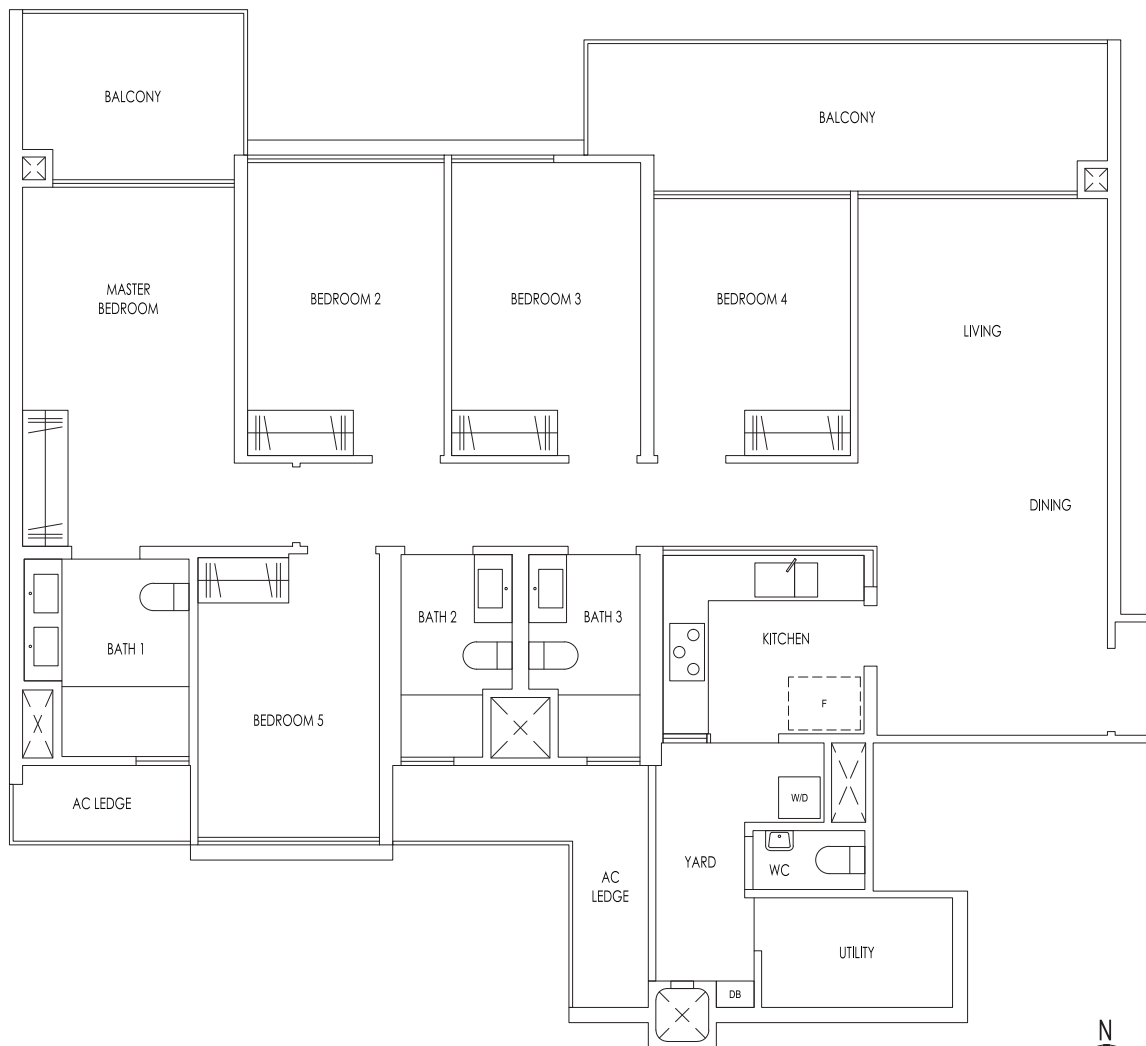 BALCONY
BALCONY
MASTER
BEDROOM
BEDROOM 2
BEDROOM 3
BEDROOM 4
LIVING
DINING
BATH 1
BATH 2
BATH 3
KITCHEN
BEDROOM 5
F
AC LEDGE
W/D
YARD
WC
AC
LEDGE
UTILITY
DB
N